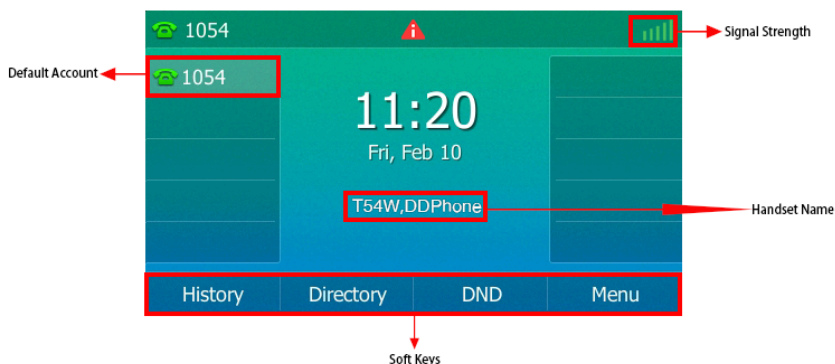 1054
Signal Strength
Default Account
1054
11:20
Fri, Feb 10
T54W,DDPhone
Handset Name
History Directory DND Menu
Soft Keys